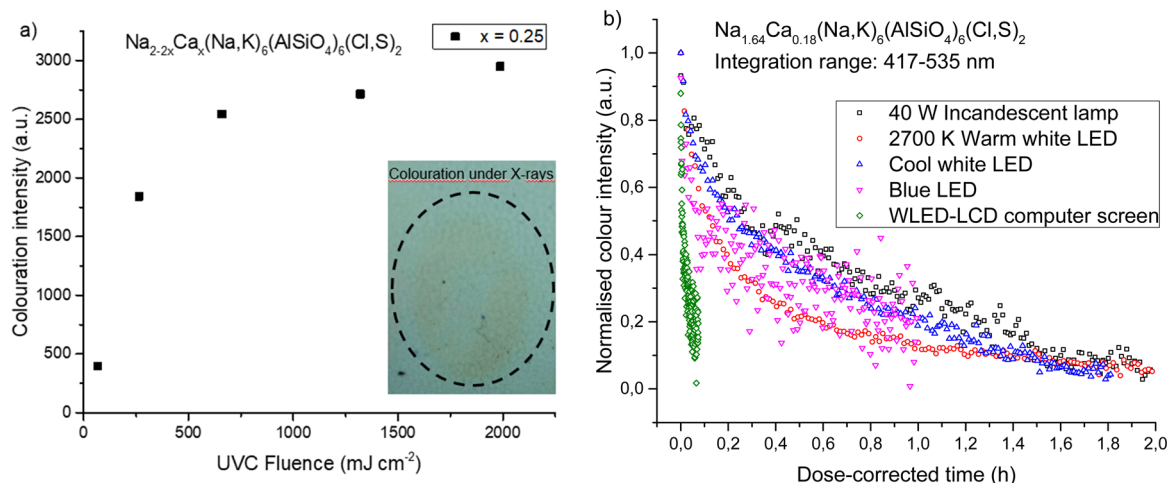 a)
Na₂₋₂ₓCaₓ(Na,K)₆(AlSiO₄)₆(Cl,S)₂
x = 0.25
3000
2500
2000
1500
1000
500
0
Colouration intensity (a.u.)
Colouration under X-rays
0
500
1000
1500
2000
UVC Fluence (mJ cm⁻²)
b)
Na₁.₆₄Ca₀.₁₈(Na,K)₆(AlSiO₄)₆(Cl,S)₂
Integration range: 417-535 nm
40 W Incandescent lamp
2700 K Warm white LED
Cool white LED
Blue LED
WLED-LCD computer screen
1,0
0,8
0,6
0,4
0,2
0,0
Normalised colour intensity (a.u.)
0,0
0,2
0,4
0,6
0,8
1,0
1,2
1,4
1,6
1,8
2,0
Dose-corrected time (h)